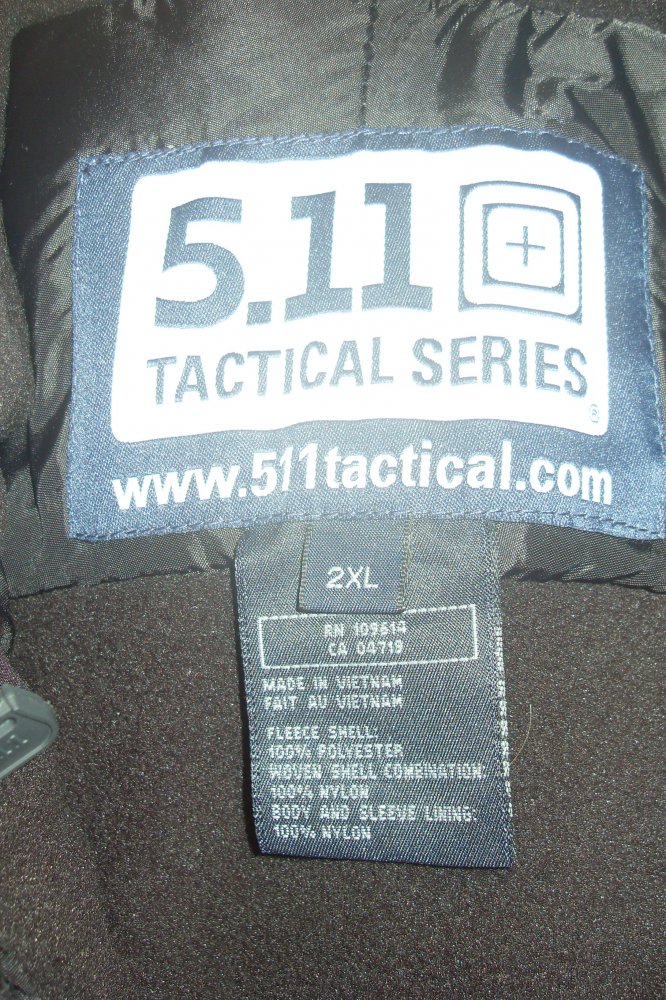 5.11
TACTICAL SERIES
®
www.511tactical.com
2XL
RN 109614
CA 04719
MADE IN VIETNAM
FAIT AU VIETNAM
FLEECE SHELL:
100% POLYESTER
WOVEN SHELL COMBINATION:
100% NYLON
BODY AND SLEEVE LINING:
100% NYLON